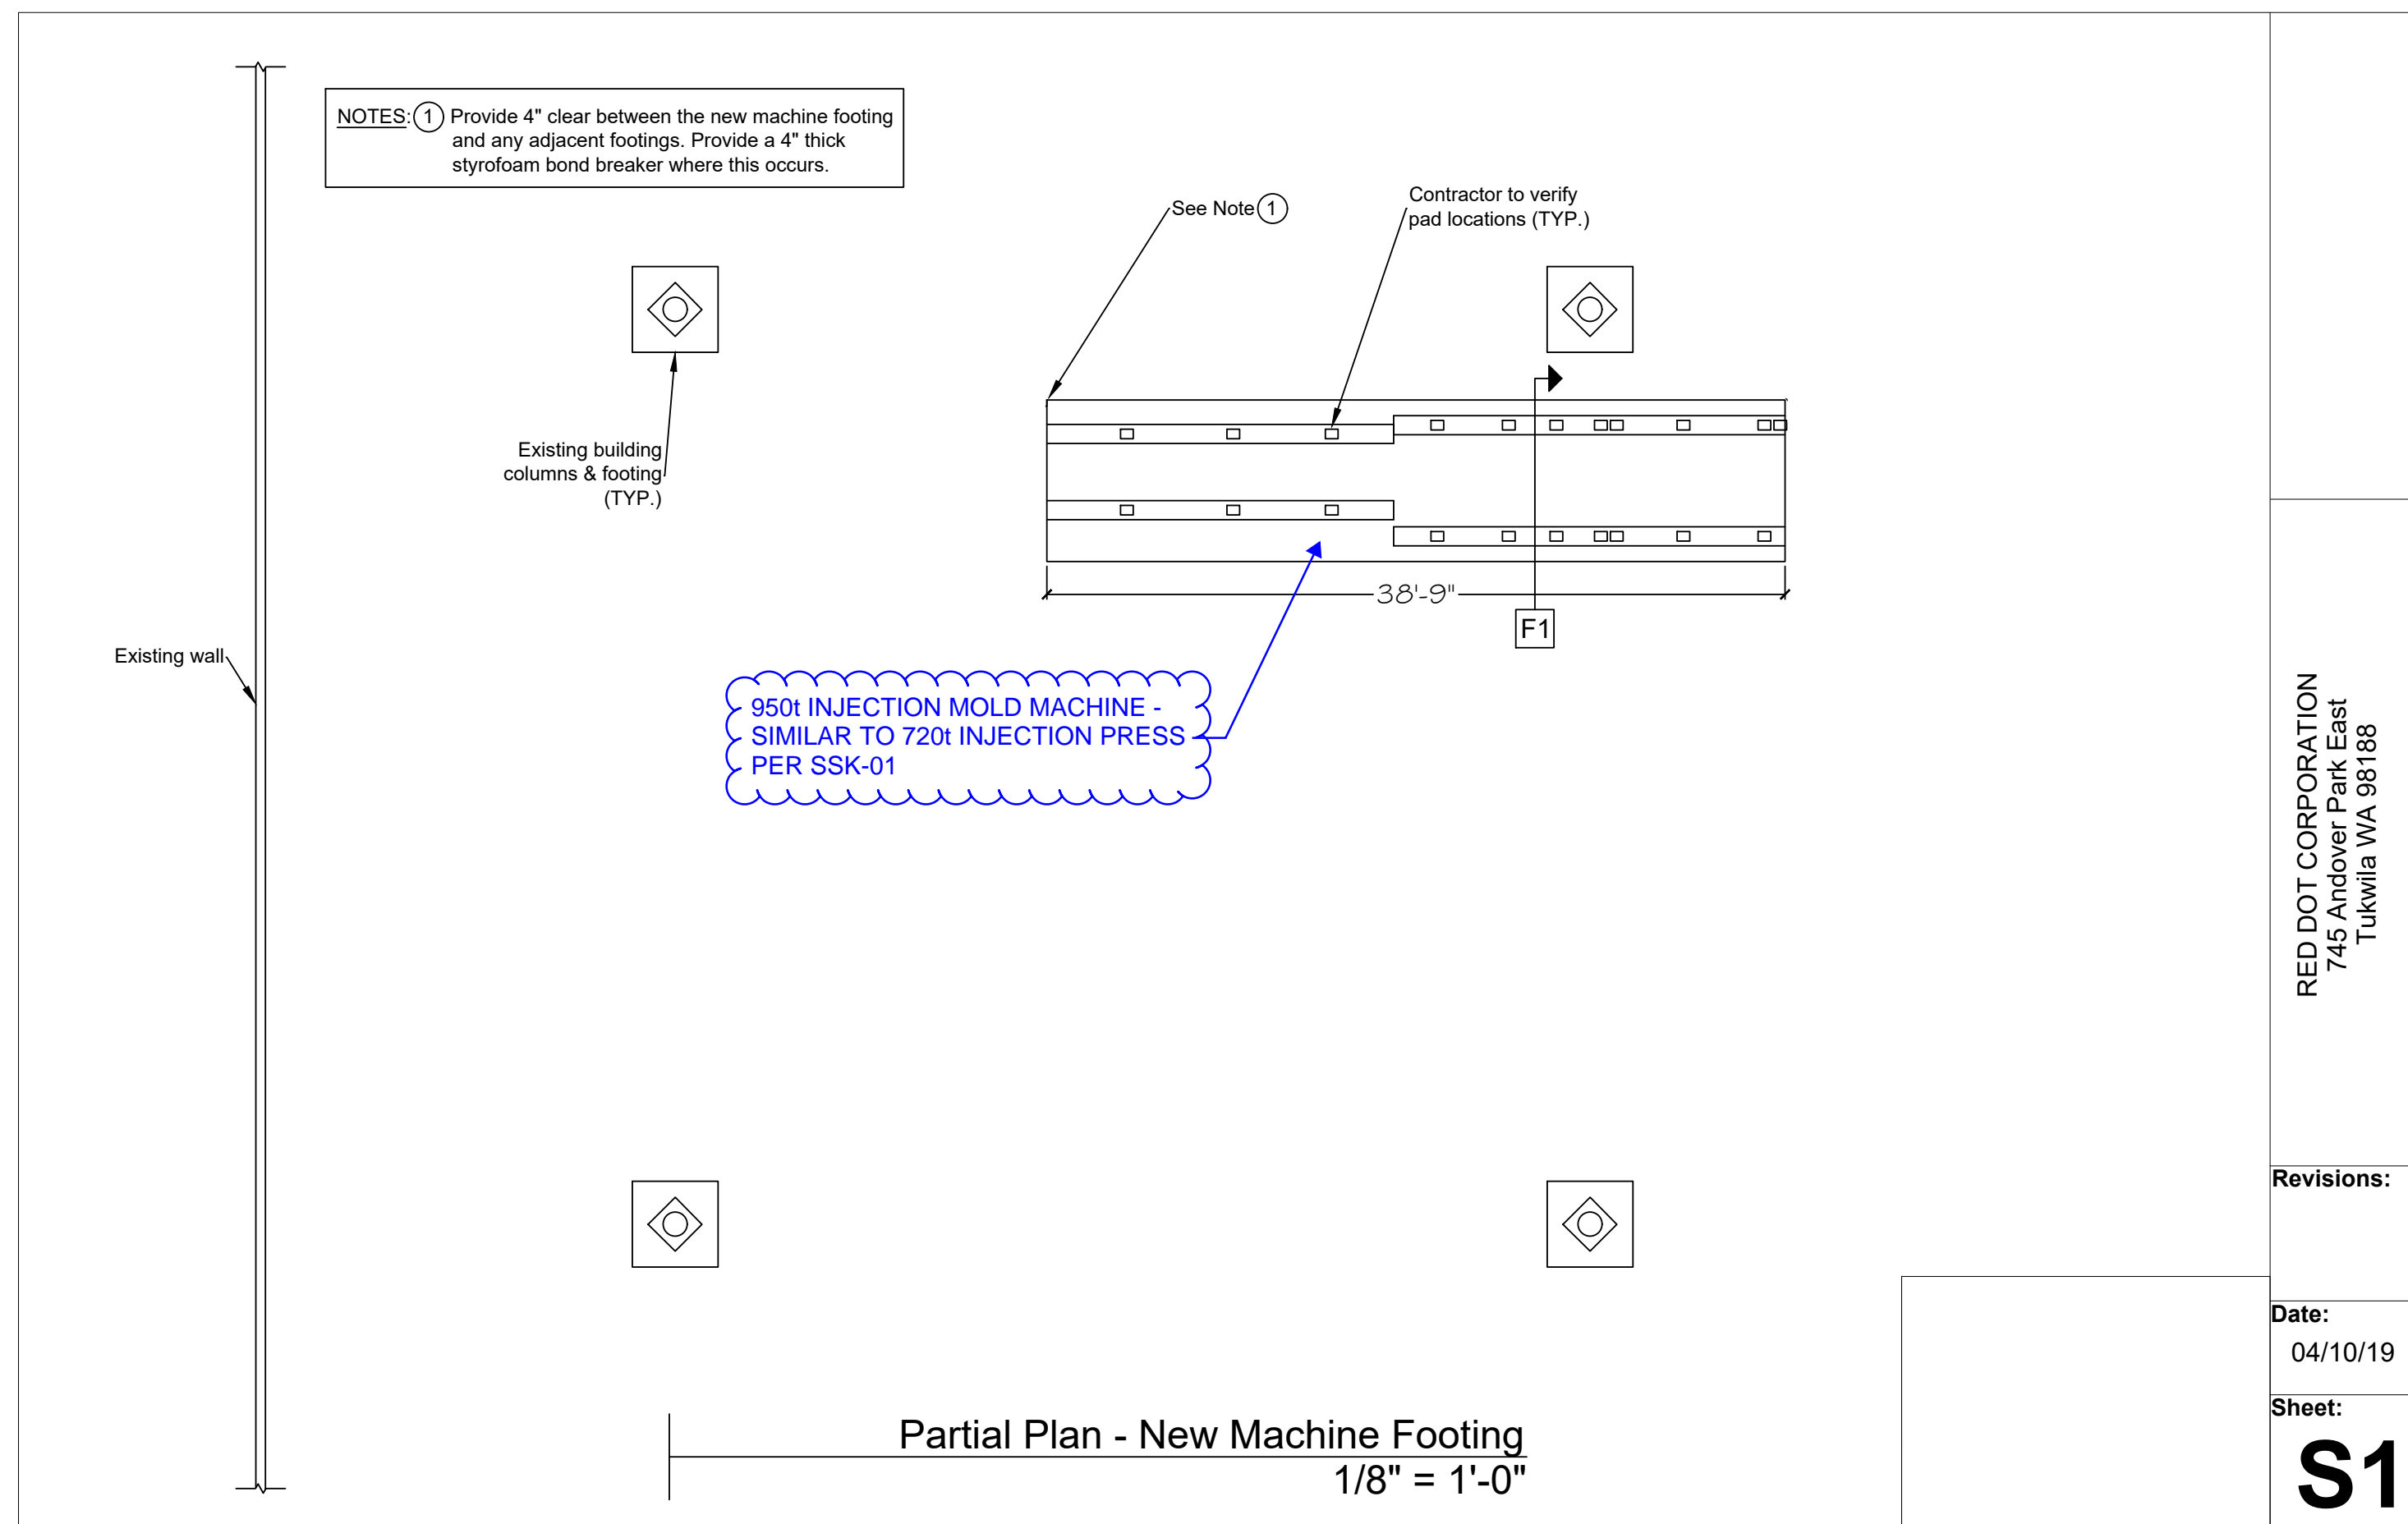 NOTES: 1 Provide 4" clear between the new machine footing
and any adjacent footings. Provide a 4" thick
styrofoam bond breaker where this occurs.
See Note 1
Contractor to verify
pad locations (TYP.)
Existing building
columns & footing
(TYP.)
38'-9"
F1
Existing wall
950t INJECTION MOLD MACHINE -
SIMILAR TO 720t INJECTION PRESS
PER SSK-01
Partial Plan - New Machine Footing
1/8" = 1'-0"
RED DOT CORPORATION
745 Andover Park East
Tukwila WA 98188
Revisions:
Date:
04/10/19
Sheet:
S1